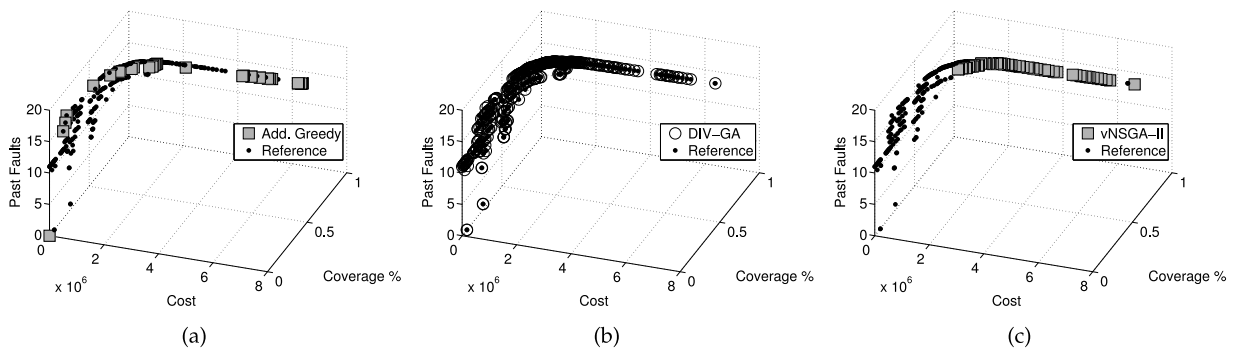 20
15
10
5
0
Past Faults
0
2
4
6
8
x 10^6
Cost
0
0.5
1
Coverage %
Add. Greedy
Reference
(a)
20
15
10
5
0
Past Faults
0
2
4
6
8
x 10^6
Cost
0
0.5
1
Coverage %
DIV-GA
Reference
(b)
20
15
10
5
0
Past Faults
0
2
4
6
8
x 10^6
Cost
0
0.5
1
Coverage %
vNSGA-II
Reference
(c)